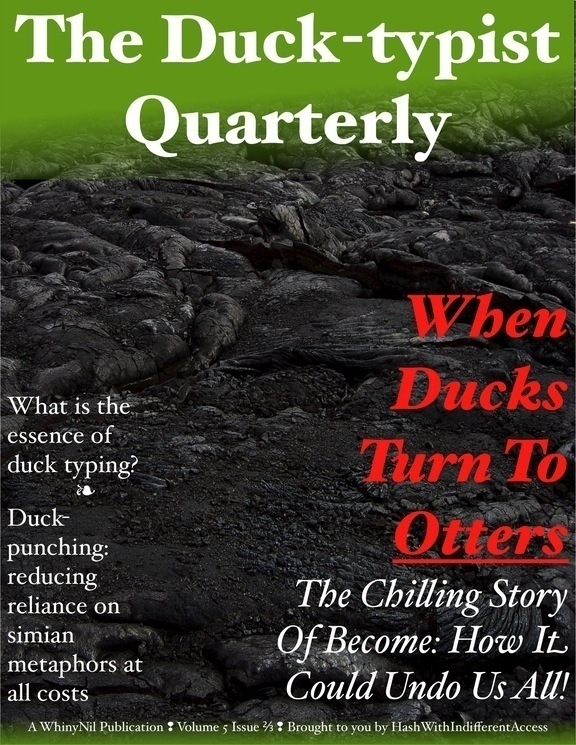 The Duck-typist
Quarterly
When
Ducks
Turn To
Otters
The Chilling Story
Of Become: How It
Could Undo Us All!
What is the
essence of
duck typing?
❧
Duck-
punching:
reducing
reliance on
simian
metaphors at
all costs
A WhinyNil Publication ❢ Volume 5 Issue ⅔ ❢ Brought to you by HashWithIndifferentAccess